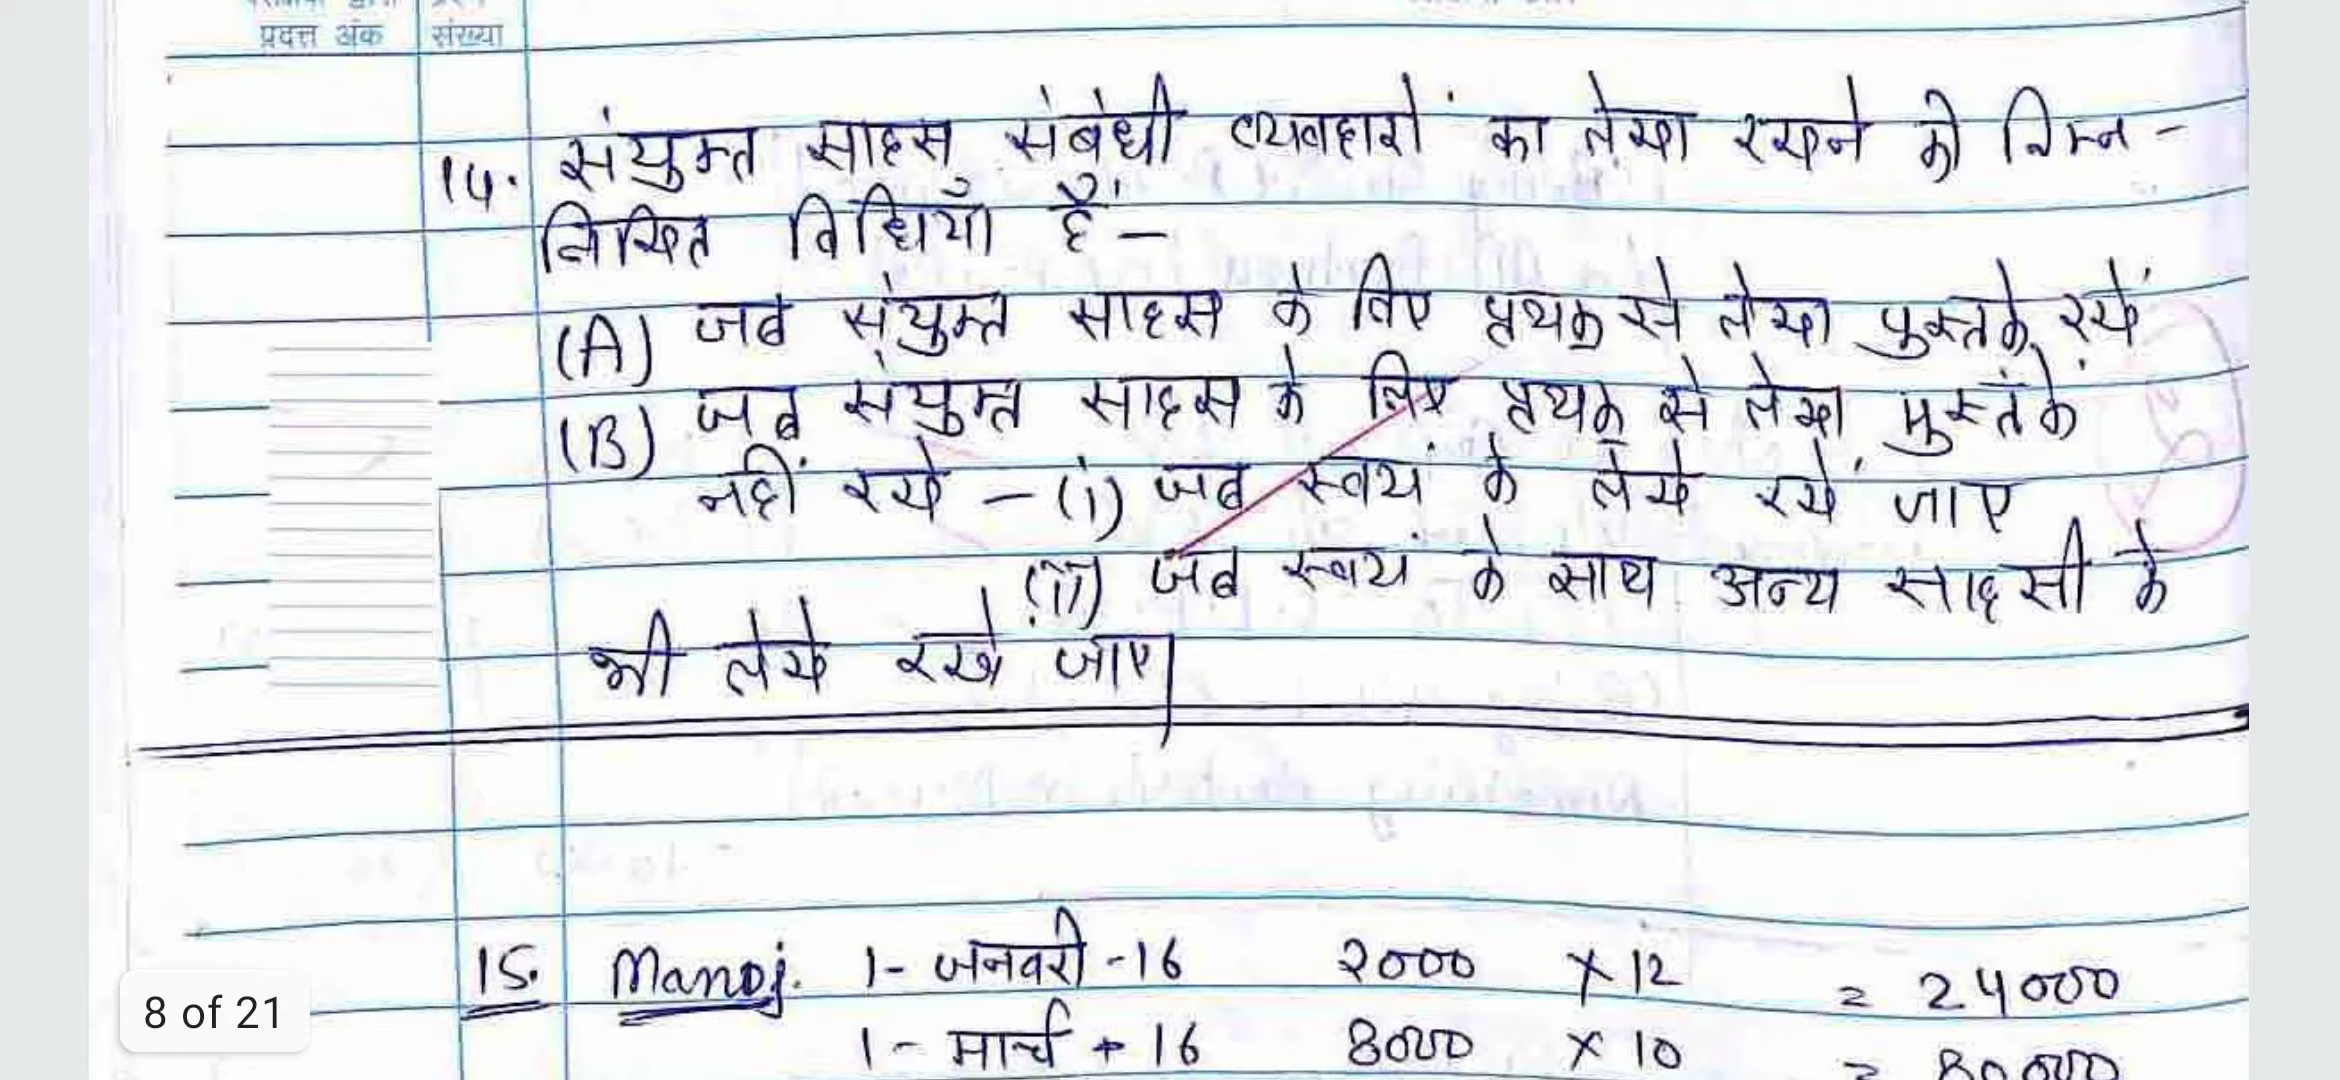 प्रदत्त अंक संख्या
14. संयुक्त साहस संबंधी व्यवहारों का लेखा रखने की निम्न-
लिखित विधियाँ हैं:-
(A) जब संयुक्त साहस के लिए पृथक से लेखा पुस्तकें रखें
(B) जब संयुक्त साहस के लिए पृथक से लेखा पुस्तकें
नहीं रखे - (i) जब स्वयं के लेखे रखें जाए
(ii) जब स्वयं के साथ अन्य साहसी के
भी लेखे रखे जाए|
15. Manoj. 1- जनवरी -16 2000 × 12 = 24000
8 of 21
1- मार्च - 16 8000 × 10 = 80000